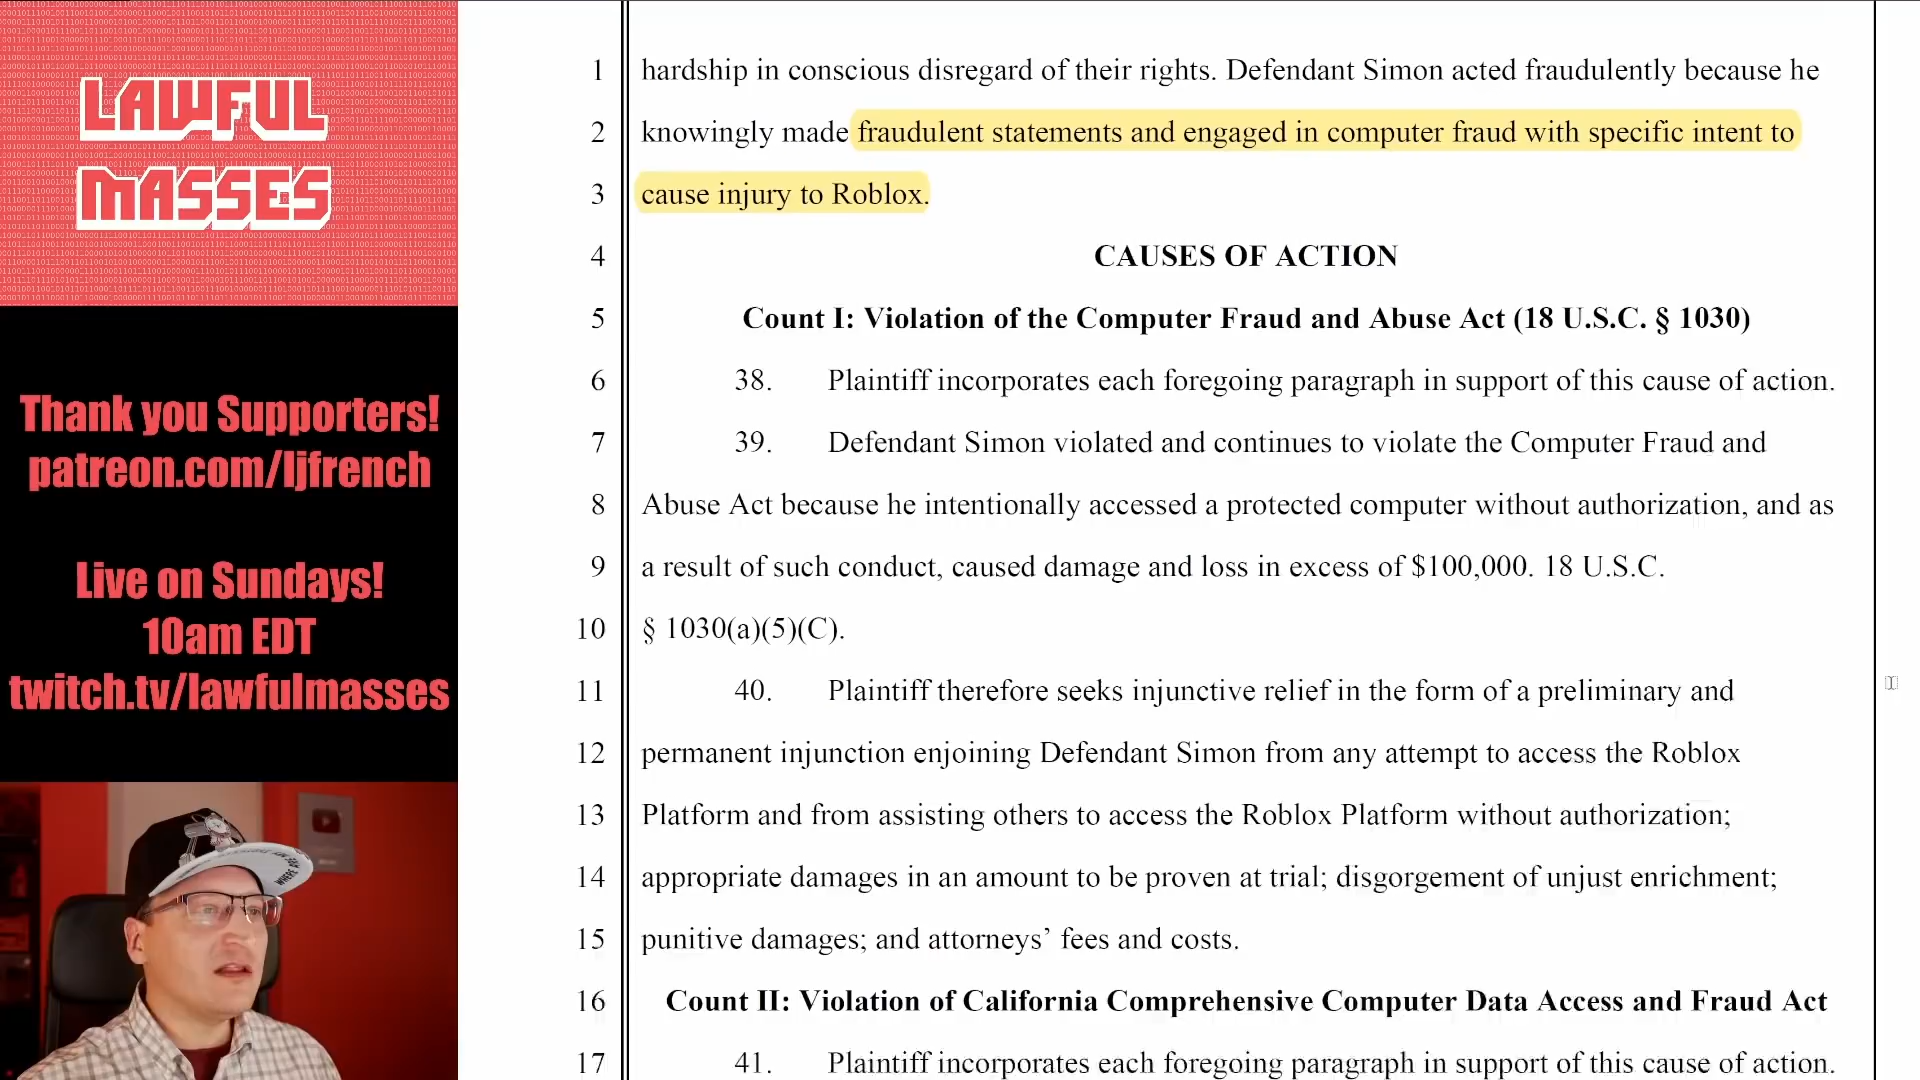 LAWFUL
MASSES
Thank you Supporters!
patreon.com/ljfrench
Live on Sundays!
10am EDT
twitch.tv/lawfulmasses
1 hardship in conscious disregard of their rights. Defendant Simon acted fraudulently because he
2 knowingly made fraudulent statements and engaged in computer fraud with specific intent to
3 cause injury to Roblox.
4 CAUSES OF ACTION
5 Count I: Violation of the Computer Fraud and Abuse Act (18 U.S.C. § 1030)
6 38. Plaintiff incorporates each foregoing paragraph in support of this cause of action.
7 39. Defendant Simon violated and continues to violate the Computer Fraud and
8 Abuse Act because he intentionally accessed a protected computer without authorization, and as
9 a result of such conduct, caused damage and loss in excess of $100,000. 18 U.S.C.
10 § 1030(a)(5)(C).
11 40. Plaintiff therefore seeks injunctive relief in the form of a preliminary and
12 permanent injunction enjoining Defendant Simon from any attempt to access the Roblox
13 Platform and from assisting others to access the Roblox Platform without authorization;
14 appropriate damages in an amount to be proven at trial; disgorgement of unjust enrichment;
15 punitive damages; and attorneys’ fees and costs.
16 Count II: Violation of California Comprehensive Computer Data Access and Fraud Act
17 41. Plaintiff incorporates each foregoing paragraph in support of this cause of action.